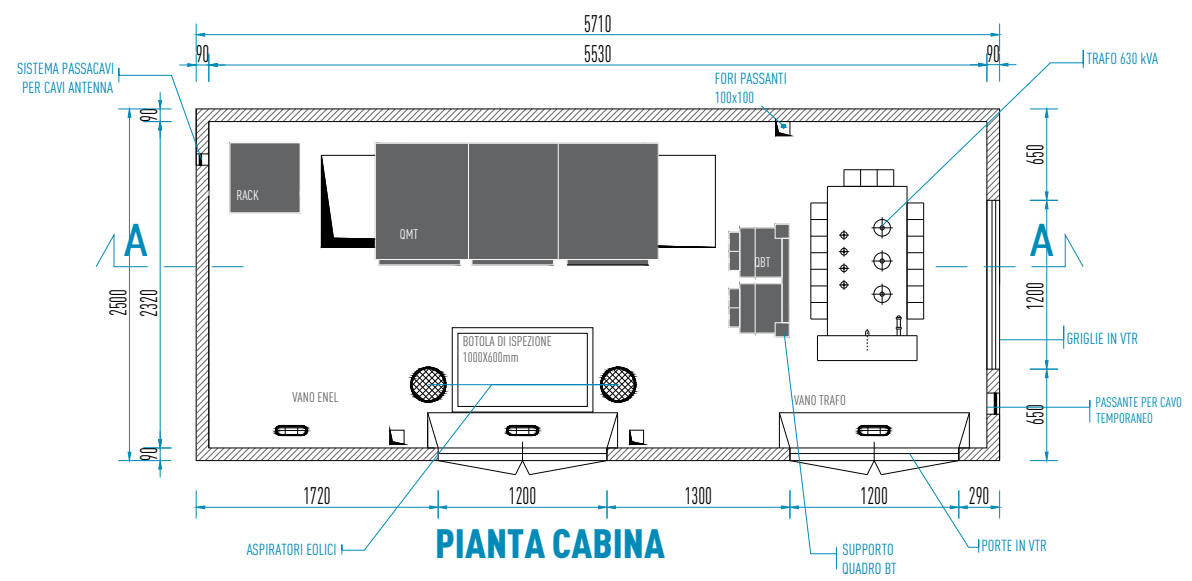 5710
90
5530
90
SISTEMA PASSACAVI
PER CAVI ANTENNA
FORI PASSANTI
100x100
TRAFO 630 kVA
90
650
RACK
QMT
A
A
QBT
2500
2320
1200
GRIGLIE IN VTR
BOTOLA DI ISPEZIONE
1000X600mm
VANO ENEL
VANO TRAFO
PASSANTE PER CAVO
TEMPORANEO
650
90
1720
1200
1300
1200
290
ASPIRATORI EOLICI
PIANTA CABINA
SUPPORTO
QUADRO BT
PORTE IN VTR